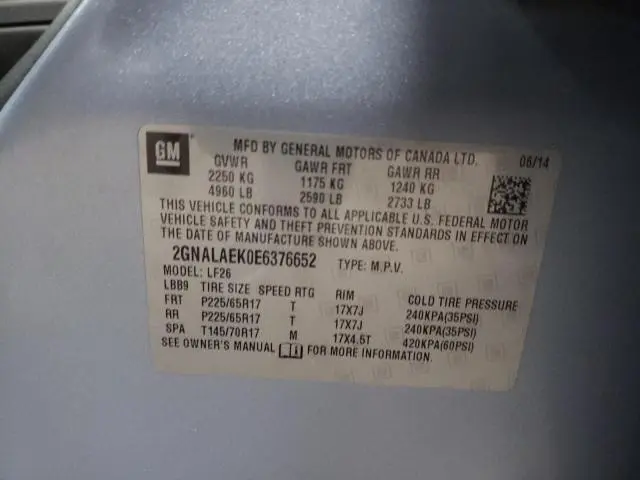 GM
MFD BY GENERAL MOTORS OF CANADA LTD. 06/14
GVWR GAWR FRT GAWR RR
2250 KG 1175 KG 1240 KG
4960 LB 2590 LB 2733 LB
THIS VEHICLE CONFORMS TO ALL APPLICABLE U.S. FEDERAL MOTOR
VEHICLE SAFETY AND THEFT PREVENTION STANDARDS IN EFFECT ON
THE DATE OF MANUFACTURE SHOWN ABOVE.
2GNALAEK0E6376652 TYPE: M.P.V.
MODEL: LF26
LBB9 TIRE SIZE SPEED RTG RIM COLD TIRE PRESSURE
FRT P225/65R17 T 17X7J 240KPA(35PSI)
RR P225/65R17 T 17X7J 240KPA(35PSI)
SPA T145/70R17 M 17X4.5T 420KPA(60PSI)
SEE OWNER'S MANUAL FOR MORE INFORMATION.